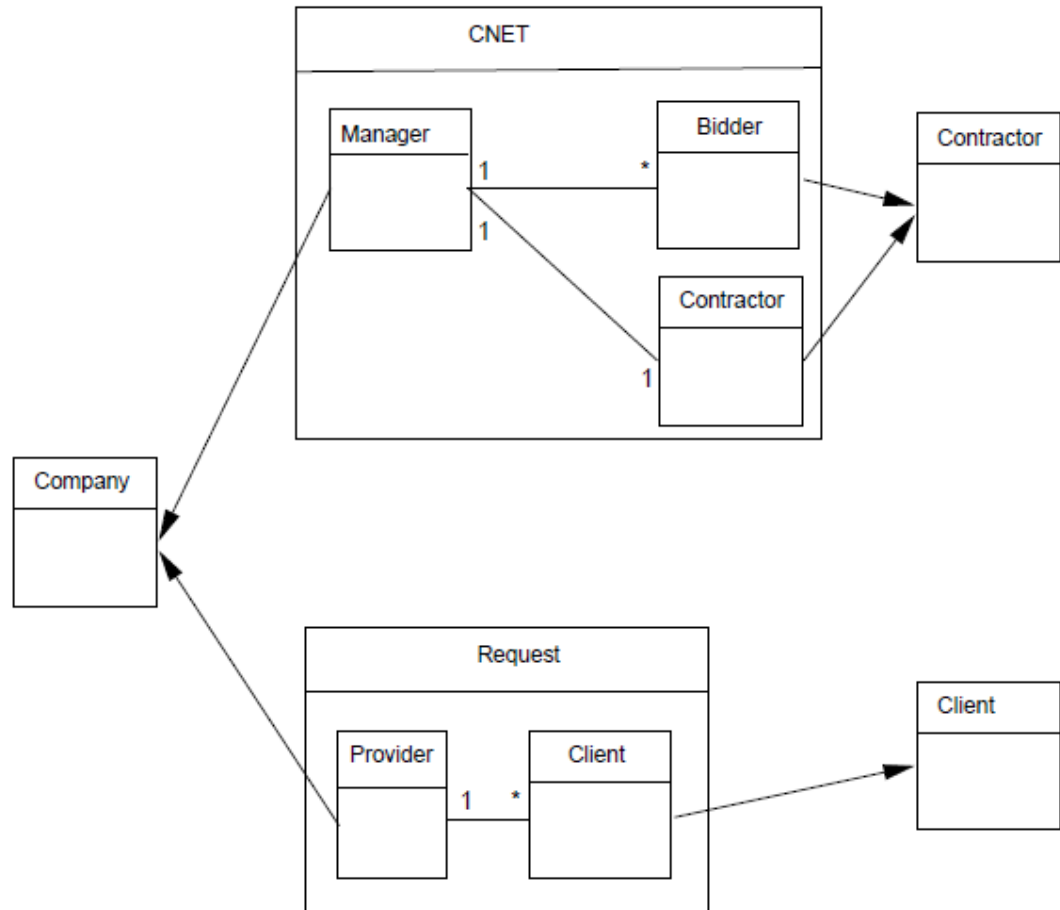 CNET
Manager
Bidder
Contractor
1
*
1
Contractor
1
Company
Request
Client
Provider
Client
1
*